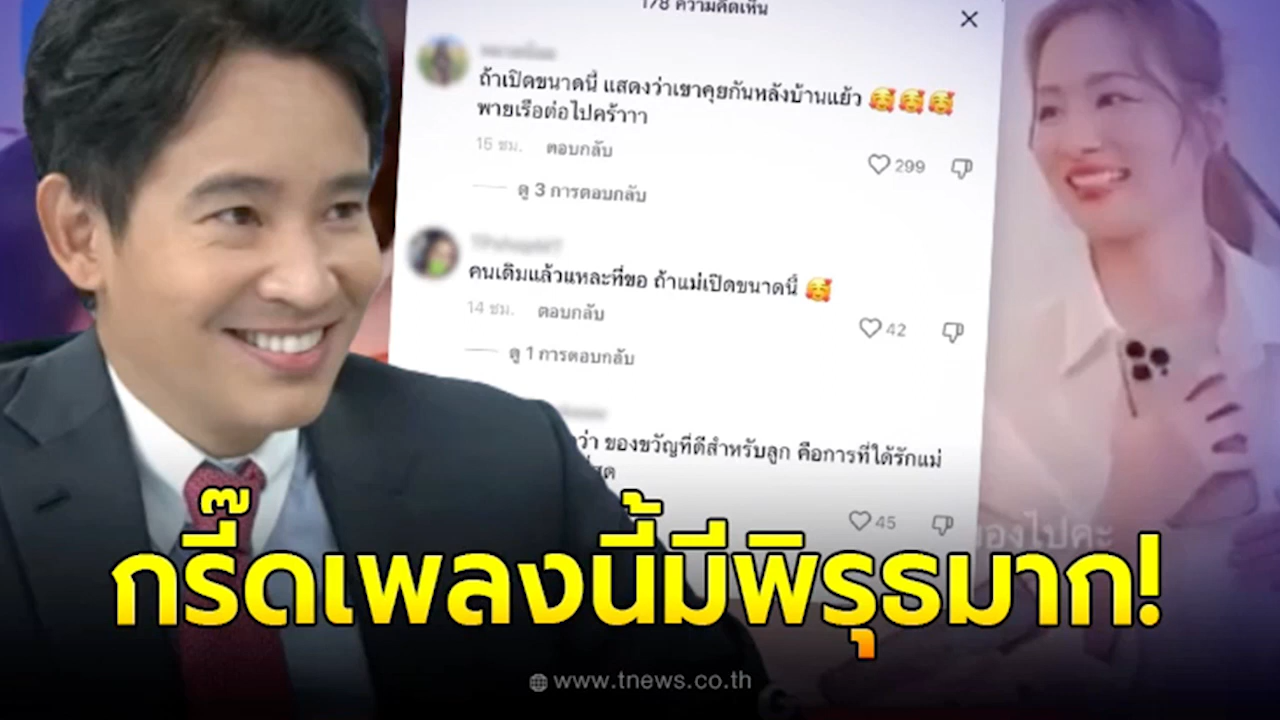 178 ความคิดเห็น
ถ้าเปิดขนาดนี้ แสดงว่าเขาคุยกันหลังบ้านแย้ว 🥰🥰🥰
พายเรือต่อไปคร้าาา
15 ชม. ตอบกลับ
299
ดู 3 การตอบกลับ
คนเดิมแล้วแหละที่ขอ ถ้าแม่เปิดขนาดนี้ 🥰
14 ชม. ตอบกลับ
42
ดู 1 การตอบกลับ
ว่า ของขวัญที่ดีสำหรับลูก คือการที่ได้รักแม่
45
ของไปคะ
กรี๊ดเพลงนี้มีพิรุธมาก!
www.tnews.co.th